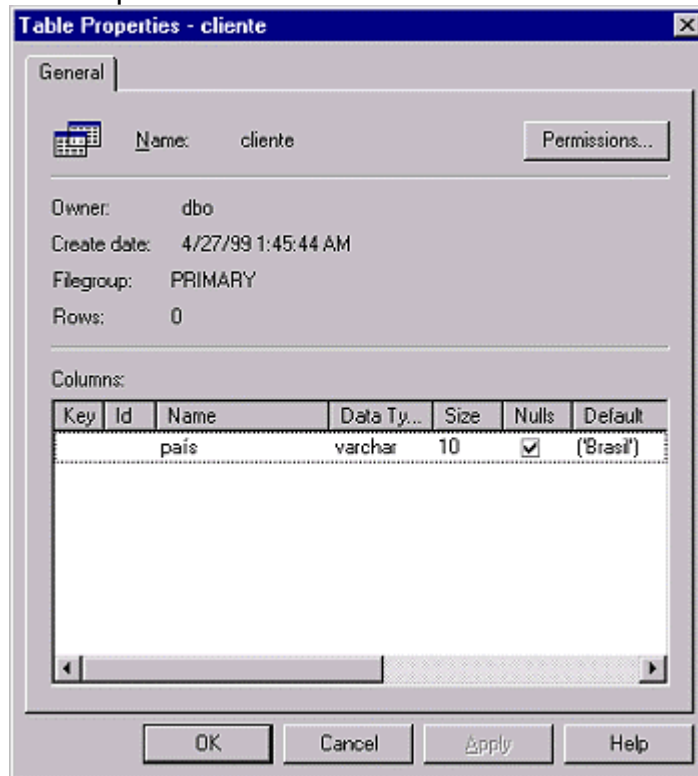 Table Properties - cliente
General
Name: cliente Permissions...
Owner: dbo
Create date: 4/27/99 1:45:44 AM
Filegroup: PRIMARY
Rows: 0
Columns:
Key Id Name Data Ty... Size Nulls Default
país varchar 10 ('Brasil')
OK Cancel Apply Help